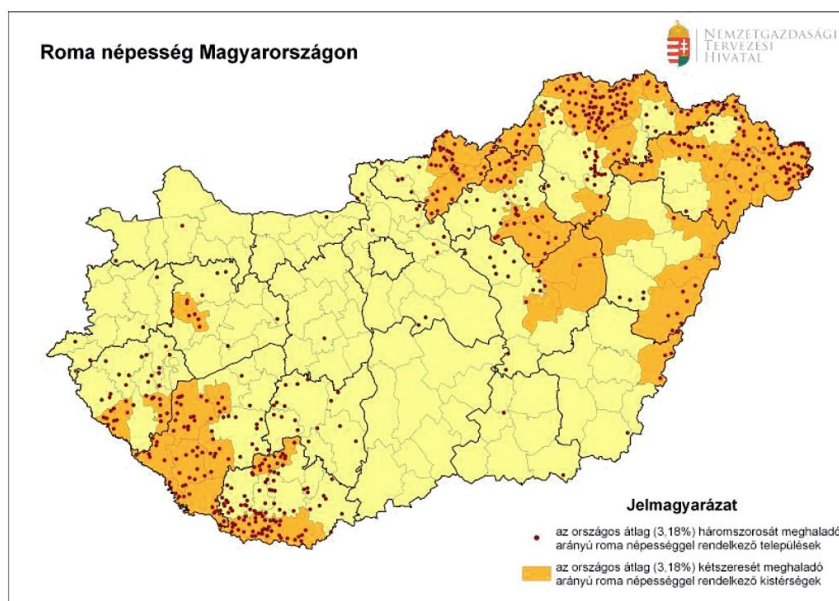 Roma népesség Magyarországon
NEMZETGAZDASÁGI
TERVEZÉSI
HIVATAL
Jelmagyarázat
az országos átlag (3,18%) háromszorosát meghaladó
arányú roma népességgel rendelkező települések
az országos átlag (3,18%) kétszeresét meghaladó
arányú roma népességgel rendelkező kistérségek